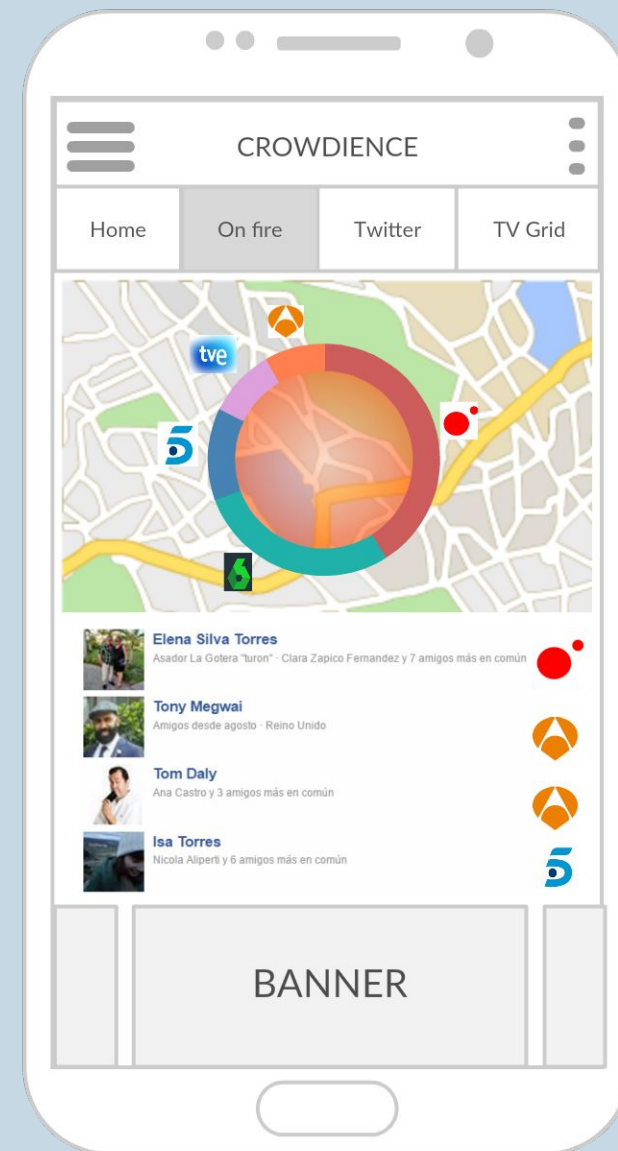 CROWDIENCE
Home
On fire
Twitter
TV Grid
tve
5
6
Elena Silva Torres
Asador La Gotera "turon" · Clara Zapico Fernandez y 7 amigos más en común
Tony Megwai
Amigos desde agosto · Reino Unido
Tom Daly
Ana Castro y 3 amigos más en común
Isa Torres
Nicola Aliperti y 6 amigos más en común
5
BANNER